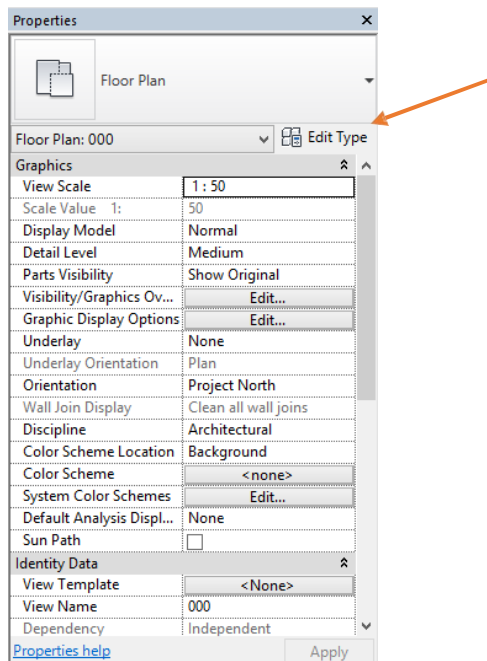 Properties
Floor Plan
Floor Plan: 000 Edit Type
Graphics
View Scale 1 : 50
Scale Value 1: 50
Display Model Normal
Detail Level Medium
Parts Visibility Show Original
Visibility/Graphics Ov... Edit...
Graphic Display Options Edit...
Underlay None
Underlay Orientation Plan
Orientation Project North
Wall Join Display Clean all wall joins
Discipline Architectural
Color Scheme Location Background
Color Scheme <none>
System Color Schemes Edit...
Default Analysis Displ... None
Sun Path
Identity Data
View Template <None>
View Name 000
Dependency Independent
Properties help Apply